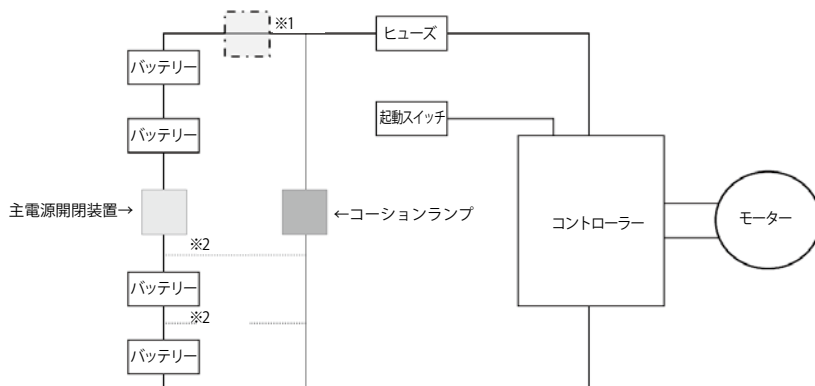 ※1
ヒューズ
バッテリー
起動スイッチ
バッテリー
主電源開閉装置→
←コーションランプ
コントローラー
モーター
※2
バッテリー
※2
バッテリー